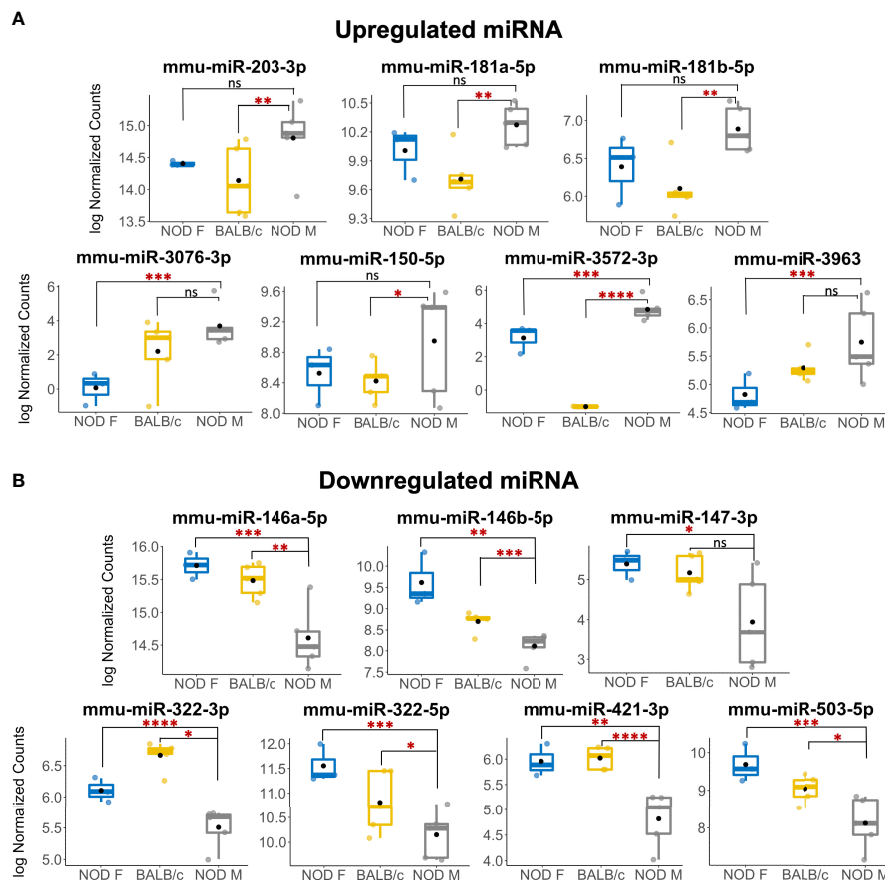 A
Upregulated miRNA
mmu-miR-203-3p mmu-miR-181a-5p mmu-miR-181b-5p
ns ns ns
** ** **
log Normalized Counts
15.0 14.5 14.0 13.5
10.5 10.2 9.9 9.6 9.3
7.0 6.5 6.0
NOD F BALB/c NOD M NOD F BALB/c NOD M NOD F BALB/c NOD M
mmu-miR-3076-3p mmu-miR-150-5p mmu-miR-3572-3p mmu-miR-3963
*** ns *** ***
ns * **** ns
log Normalized Counts
6 4 2 0
9.6 9.2 8.8 8.4 8.0
6 4 2 0
6.5 6.0 5.5 5.0 4.5
NOD F BALB/c NOD M NOD F BALB/c NOD M NOD F BALB/c NOD M NOD F BALB/c NOD M
B
Downregulated miRNA
mmu-miR-146a-5p mmu-miR-146b-5p mmu-miR-147-3p
*** ** *
** *** ns
log Normalized Counts
16.0 15.5 15.0 14.5
10.0 9.5 9.0 8.5 8.0 7.5
5 4 3
NOD F BALB/c NOD M NOD F BALB/c NOD M NOD F BALB/c NOD M
mmu-miR-322-3p mmu-miR-322-5p mmu-miR-421-3p mmu-miR-503-5p
**** *** ** ***
* * **** *
log Normalized Counts
6.5 6.0 5.5 5.0
12.0 11.5 11.0 10.5 10.0
6.0 5.5 5.0 4.5 4.0
10 9 8
NOD F BALB/c NOD M NOD F BALB/c NOD M NOD F BALB/c NOD M NOD F BALB/c NOD M